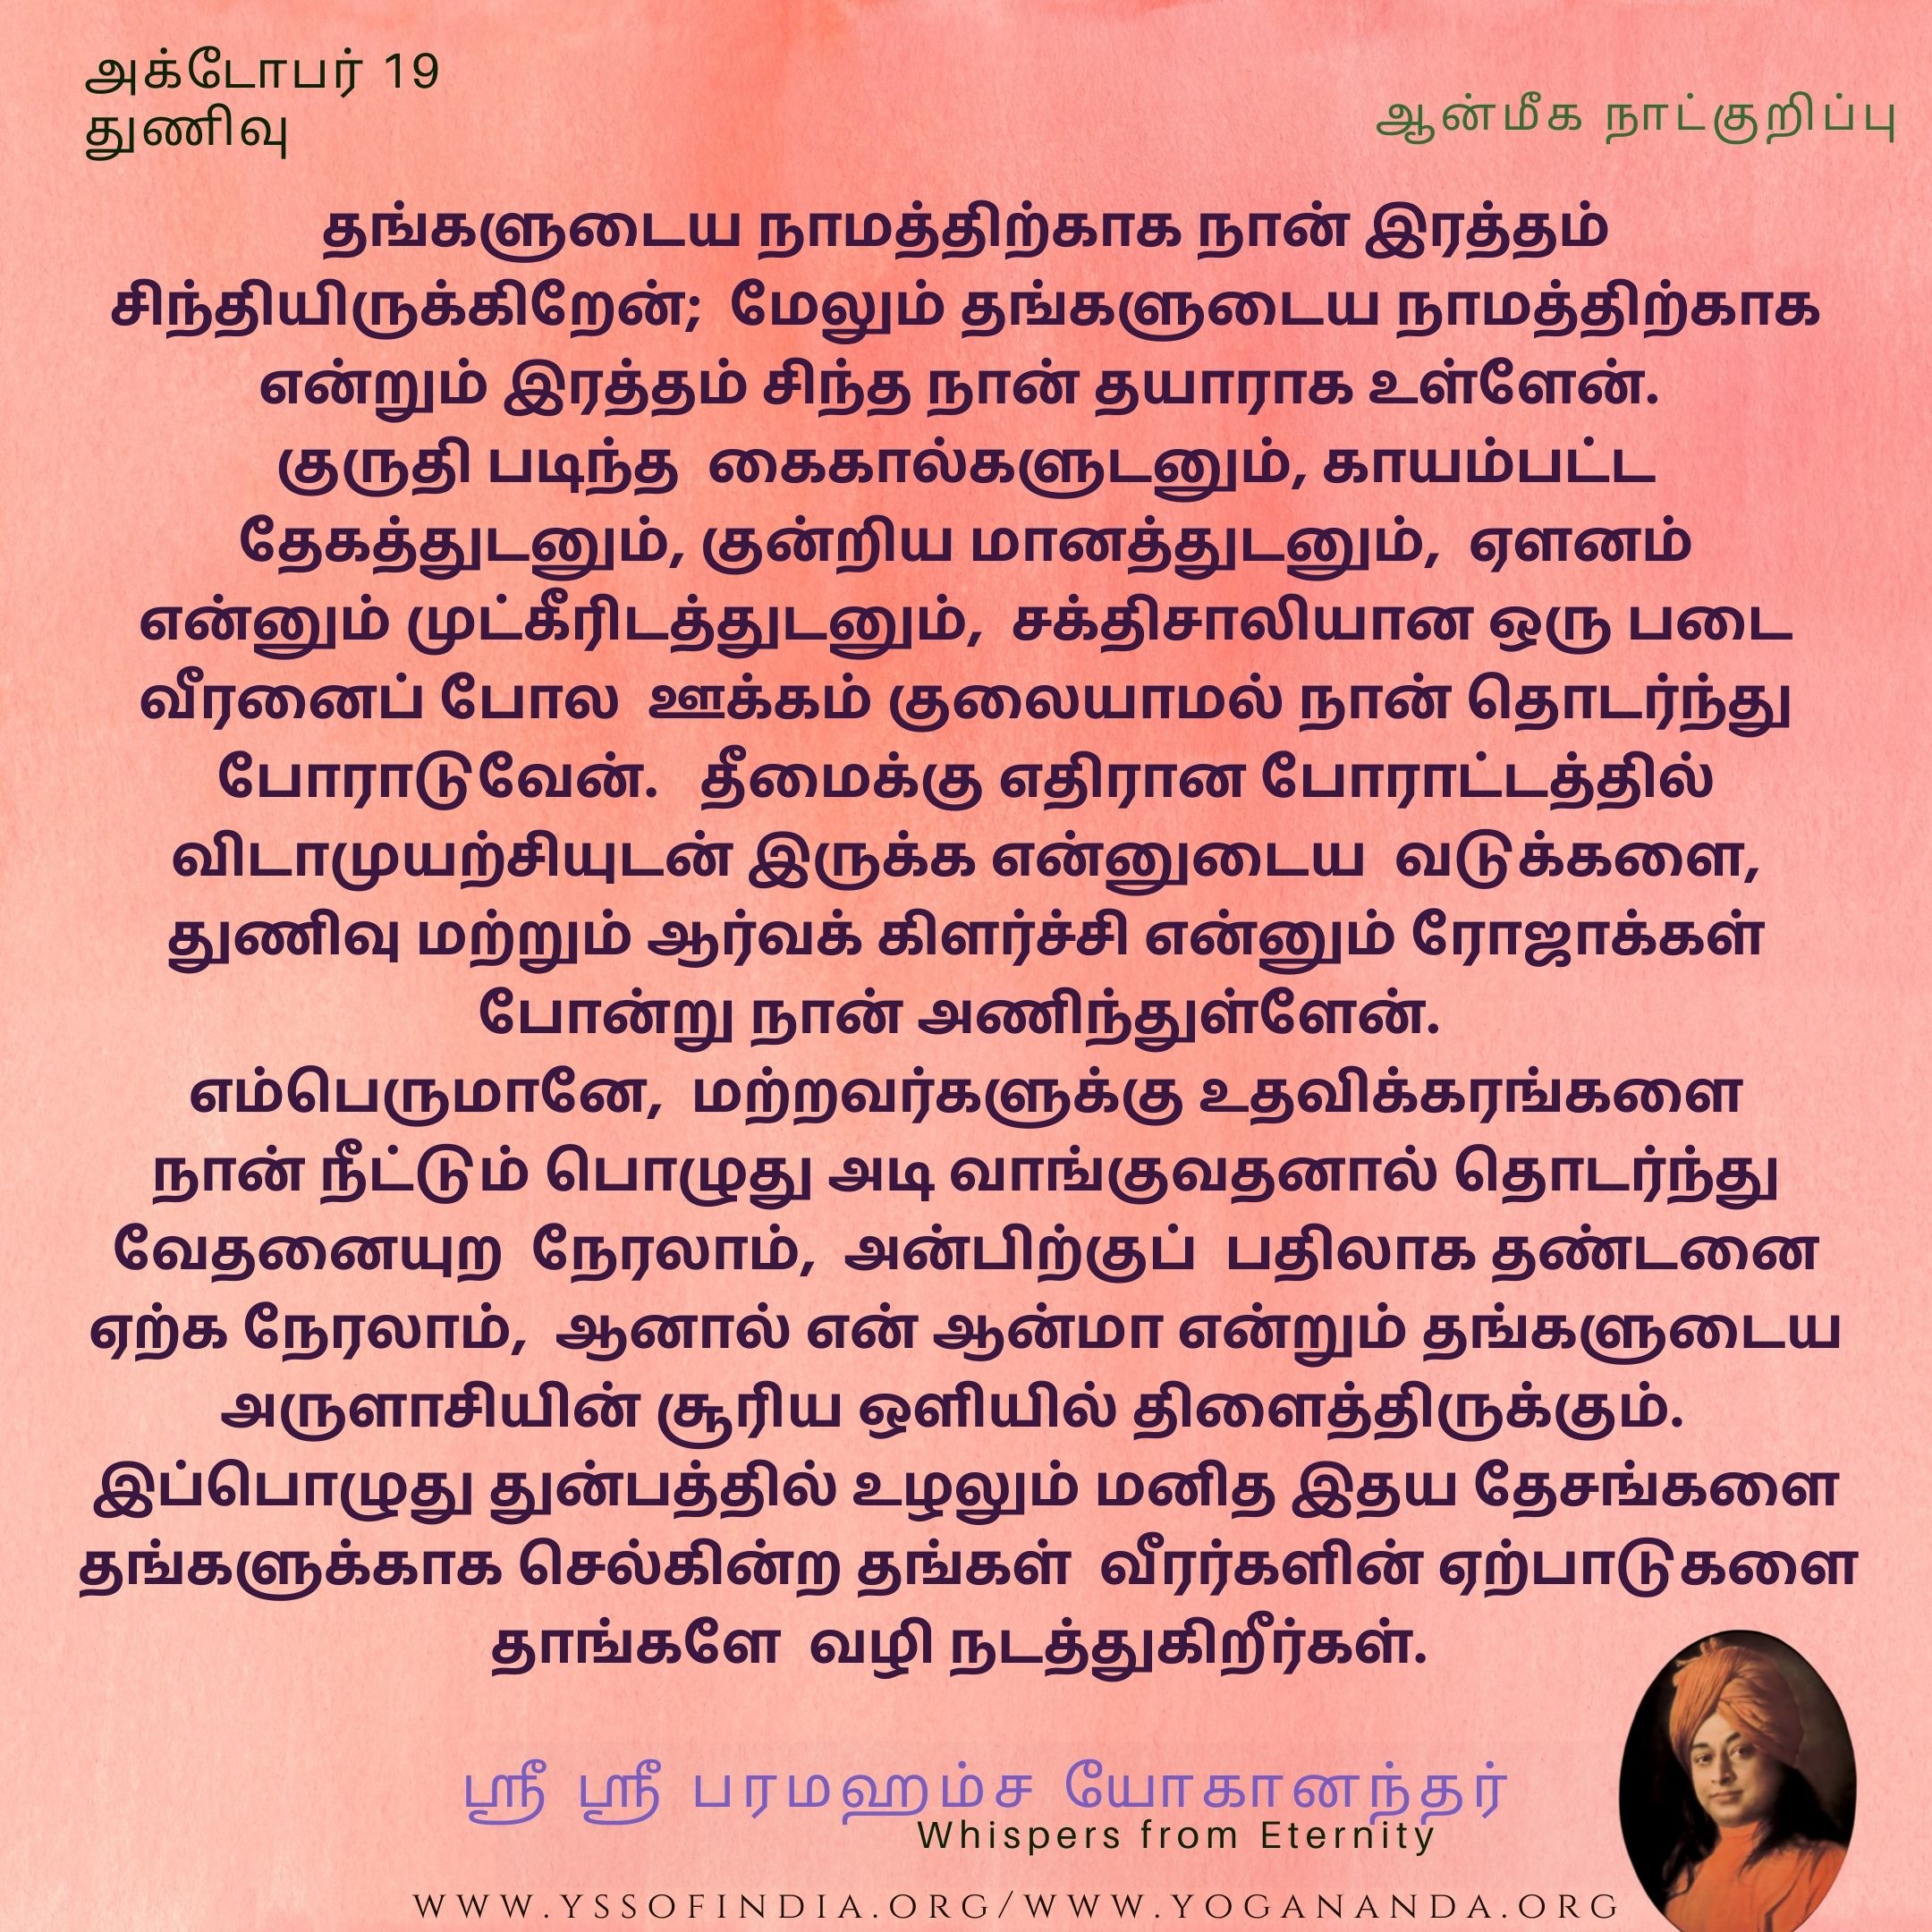 அக்டோபர் 19
துணிவு
ஆன்மீக நாட்குறிப்பு
தங்களுடைய நாமத்திற்காக நான் இரத்தம்
சிந்தியிருக்கிறேன்; மேலும் தங்களுடைய நாமத்திற்காக
என்றும் இரத்தம் சிந்த நான் தயாராக உள்ளேன்.
குருதி படிந்த கைகால்களுடனும், காயம்பட்ட
தேகத்துடனும், குன்றிய மானத்துடனும், ஏளனம்
என்னும் முட்கீரிடத்துடனும், சக்திசாலியான ஒரு படை
வீரனைப் போல ஊக்கம் குலையாமல் நான் தொடர்ந்து
போராடுவேன். தீமைக்கு எதிரான போராட்டத்தில்
விடாமுயற்சியுடன் இருக்க என்னுடைய வடுக்களை,
துணிவு மற்றும் ஆர்வக் கிளர்ச்சி என்னும் ரோஜாக்கள்
போன்று நான் அணிந்துள்ளேன்.
எம்பெருமானே, மற்றவர்களுக்கு உதவிக்கரங்களை
நான் நீட்டும் பொழுது அடி வாங்குவதனால் தொடர்ந்து
வேதனையுற நேரலாம், அன்பிற்குப் பதிலாக தண்டனை
ஏற்க நேரலாம், ஆனால் என் ஆன்மா என்றும் தங்களுடைய
அருளாசியின் சூரிய ஒளியில் திளைத்திருக்கும்.
இப்பொழுது துன்பத்தில் உழலும் மனித இதய தேசங்களை
தங்களுக்காக செல்கின்ற தங்கள் வீரர்களின் ஏற்பாடுகளை
தாங்களே வழி நடத்துகிறீர்கள்.
ஸ்ரீ ஸ்ரீ பரமஹம்ச யோகானந்தர்
Whispers from Eternity
WWW.YSSOFINDIA.ORG/WWW.YOGANANDA.ORG